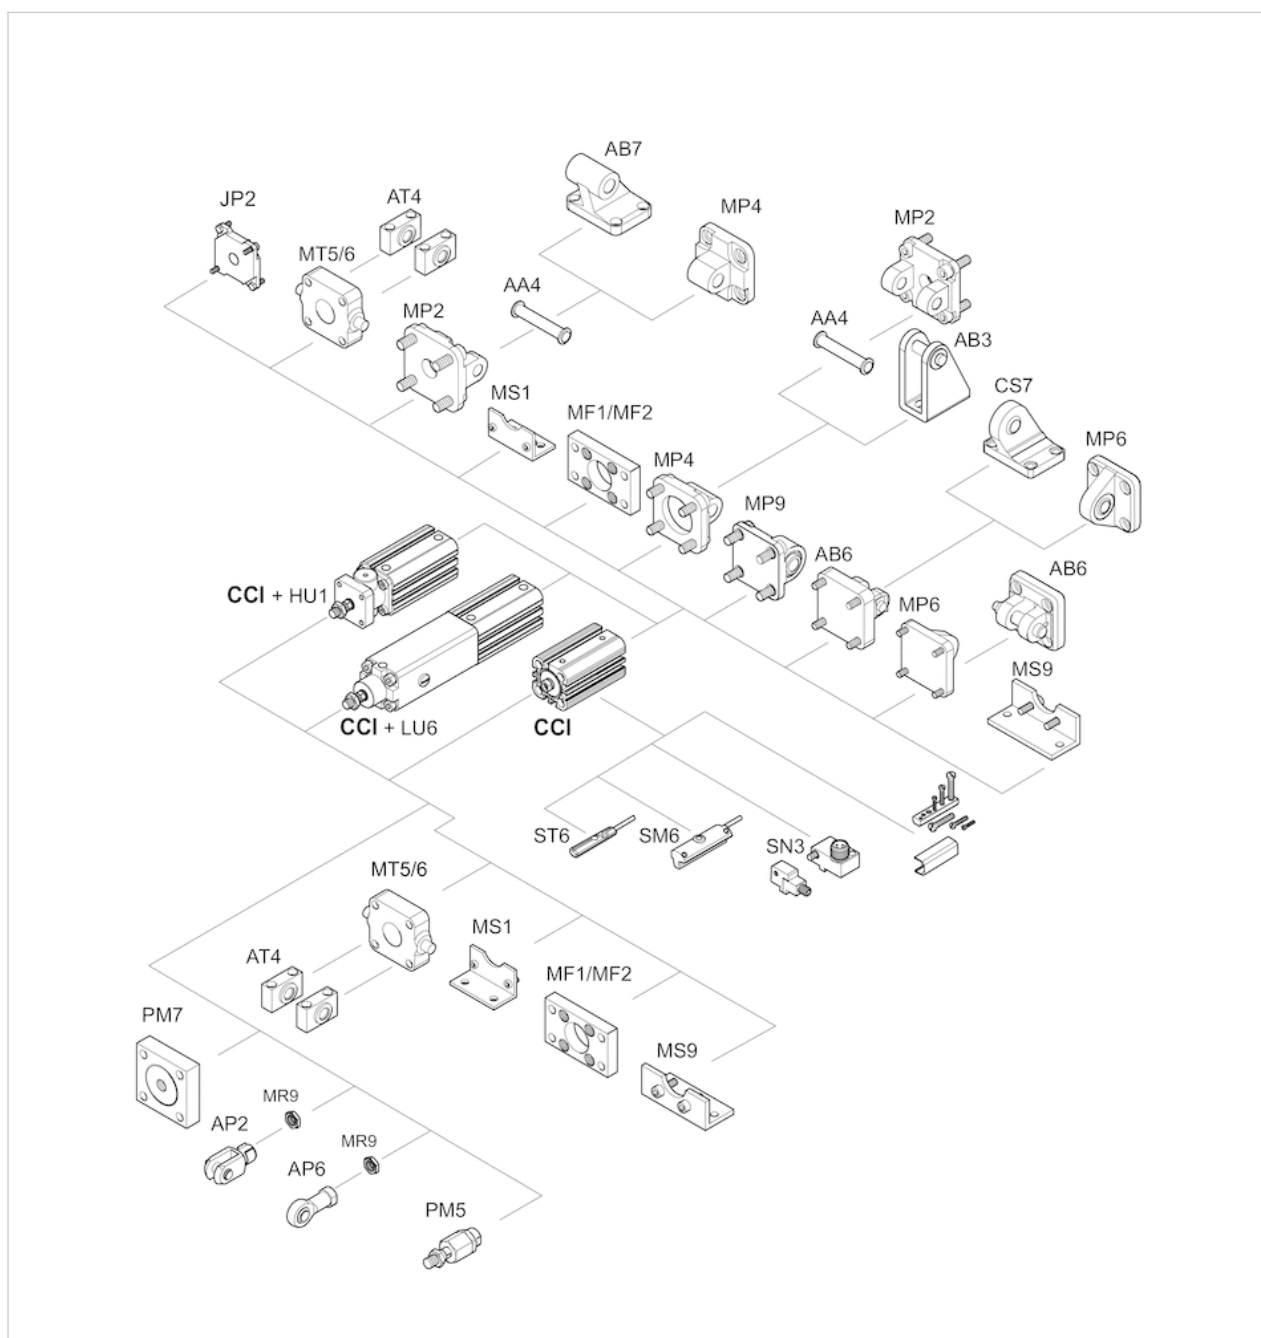 AB7
JP2
AT4
MP4
MP2
MT5/6
AA4
MP2
AA4
AB3
MS1
CS7
MF1/MF2
MP6
MP4
MP9
AB6
AB6
CCI + HU1
MP6
MS9
CCI + LU6
CCI
ST6
SM6
SN3
MT5/6
MS1
AT4
MF1/MF2
PM7
MS9
MR9
AP2
MR9
AP6
PM5